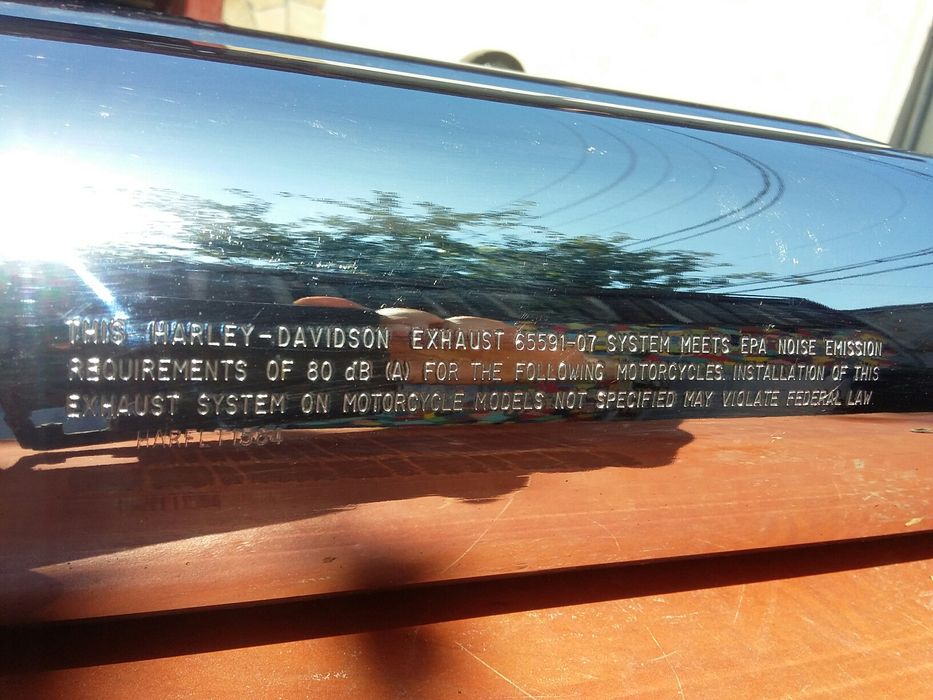 THIS HARLEY-DAVIDSON EXHAUST 65591-07 SYSTEM MEETS EPA NOISE EMISSION
REQUIREMENTS OF 80 dB (A) FOR THE FOLLOWING MOTORCYCLES. INSTALLATION OF THIS
EXHAUST SYSTEM ON MOTORCYCLE MODELS NOT SPECIFIED MAY VIOLATE FEDERAL LAW.